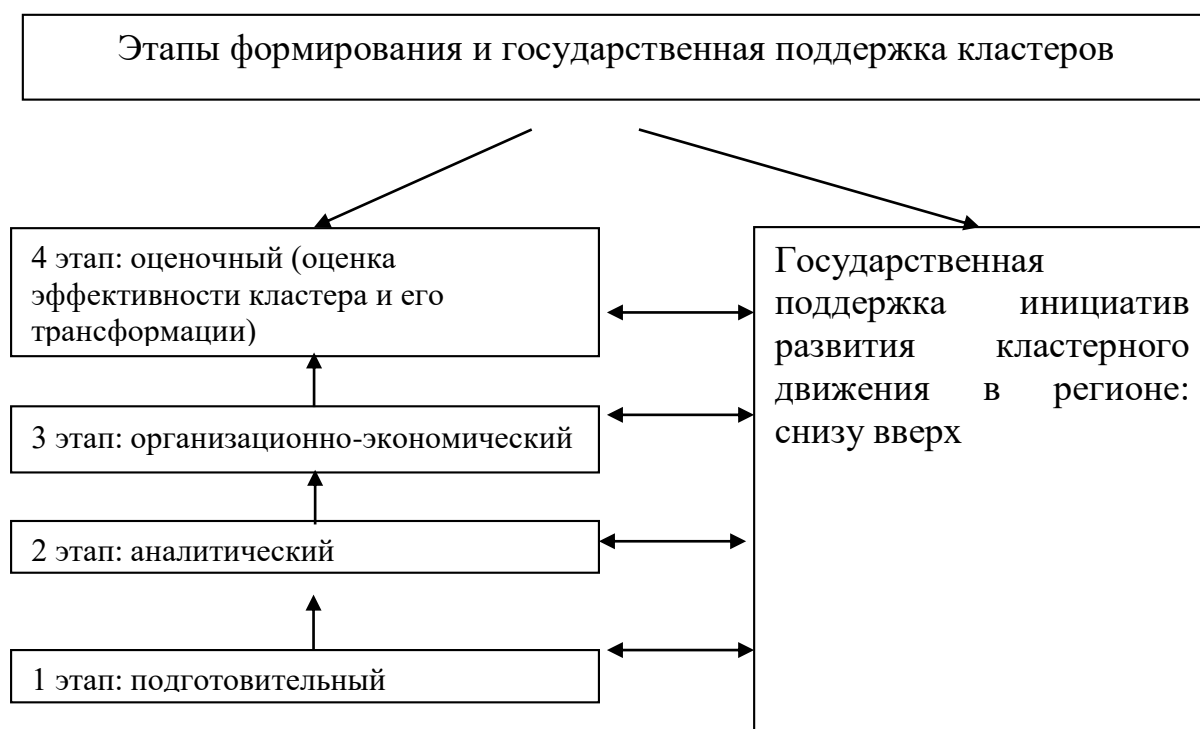 Этапы формирования и государственная поддержка кластеров
4 этап: оценочный (оценка
эффективности кластера и его
трансформации)
3 этап: организационно-экономический
2 этап: аналитический
1 этап: подготовительный
Государственная
поддержка инициатив
развития кластерного
движения в регионе:
снизу вверх